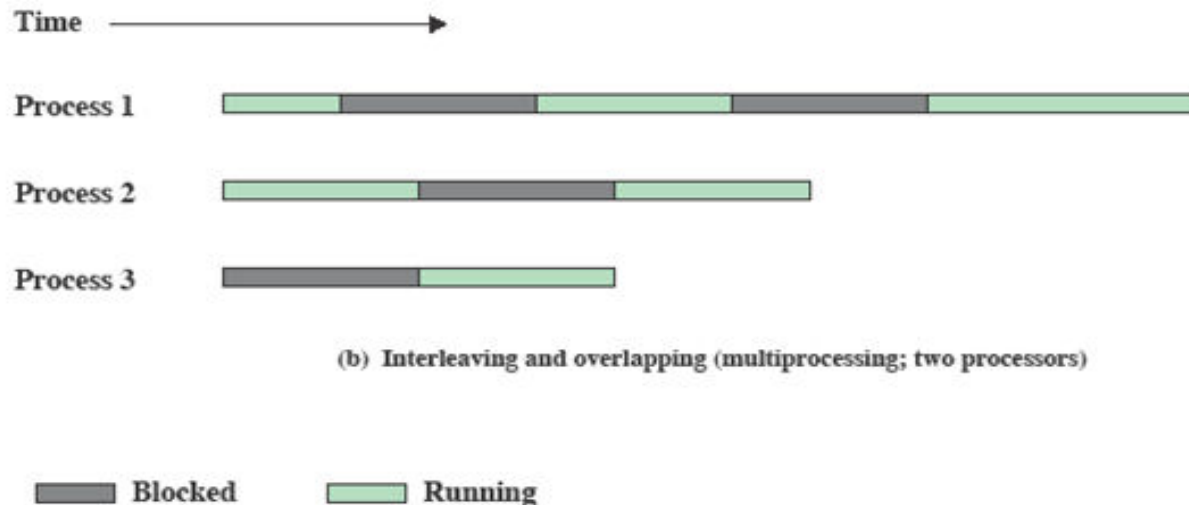 Time
Process 1
Process 2
Process 3
(b) Interleaving and overlapping (multiprocessing; two processors)
Blocked
Running